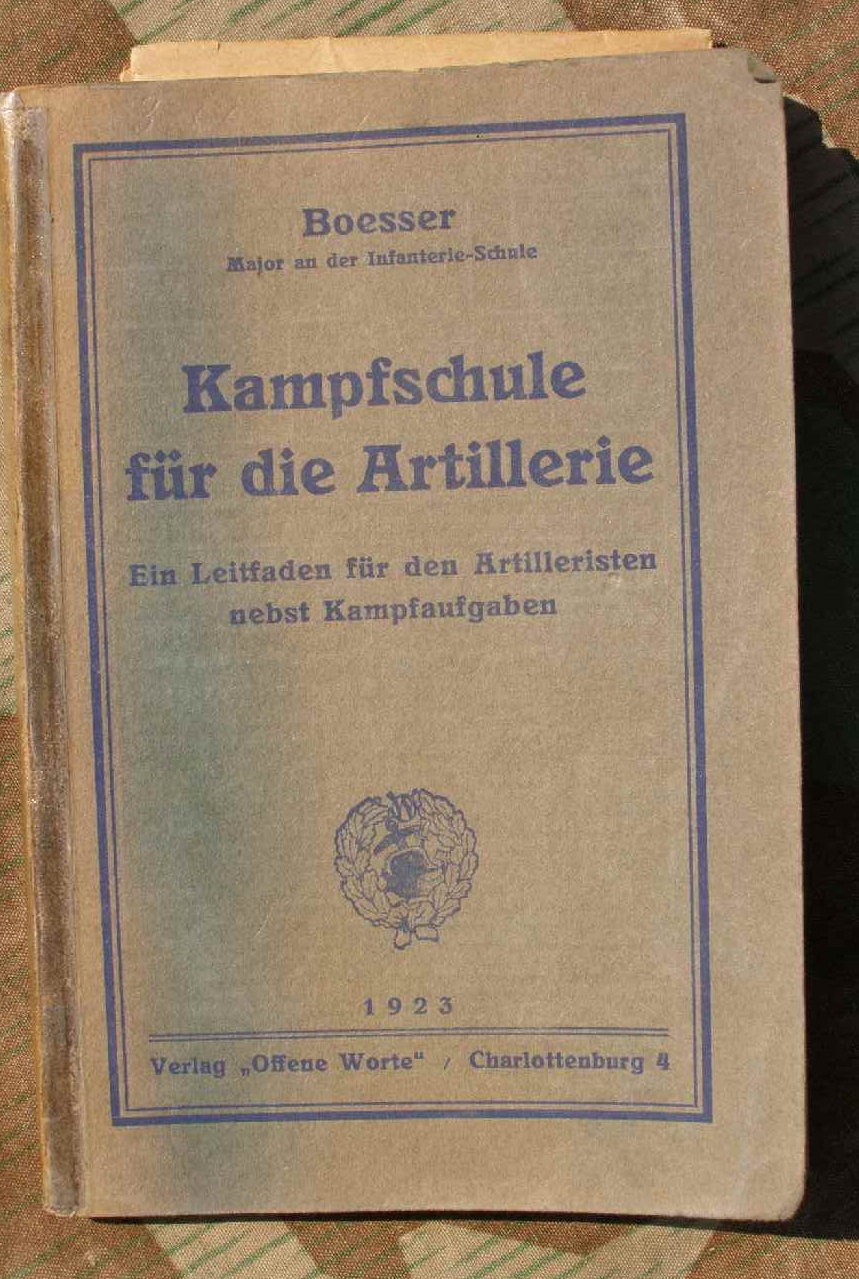 Boesser
Major an der Infanterie-Schule
Kampfschule
für die Artillerie
Ein Leitfaden für den Artilleristen
nebst Kampfaufgaben
1923
Verlag „Offene Worte“ / Charlottenburg 4